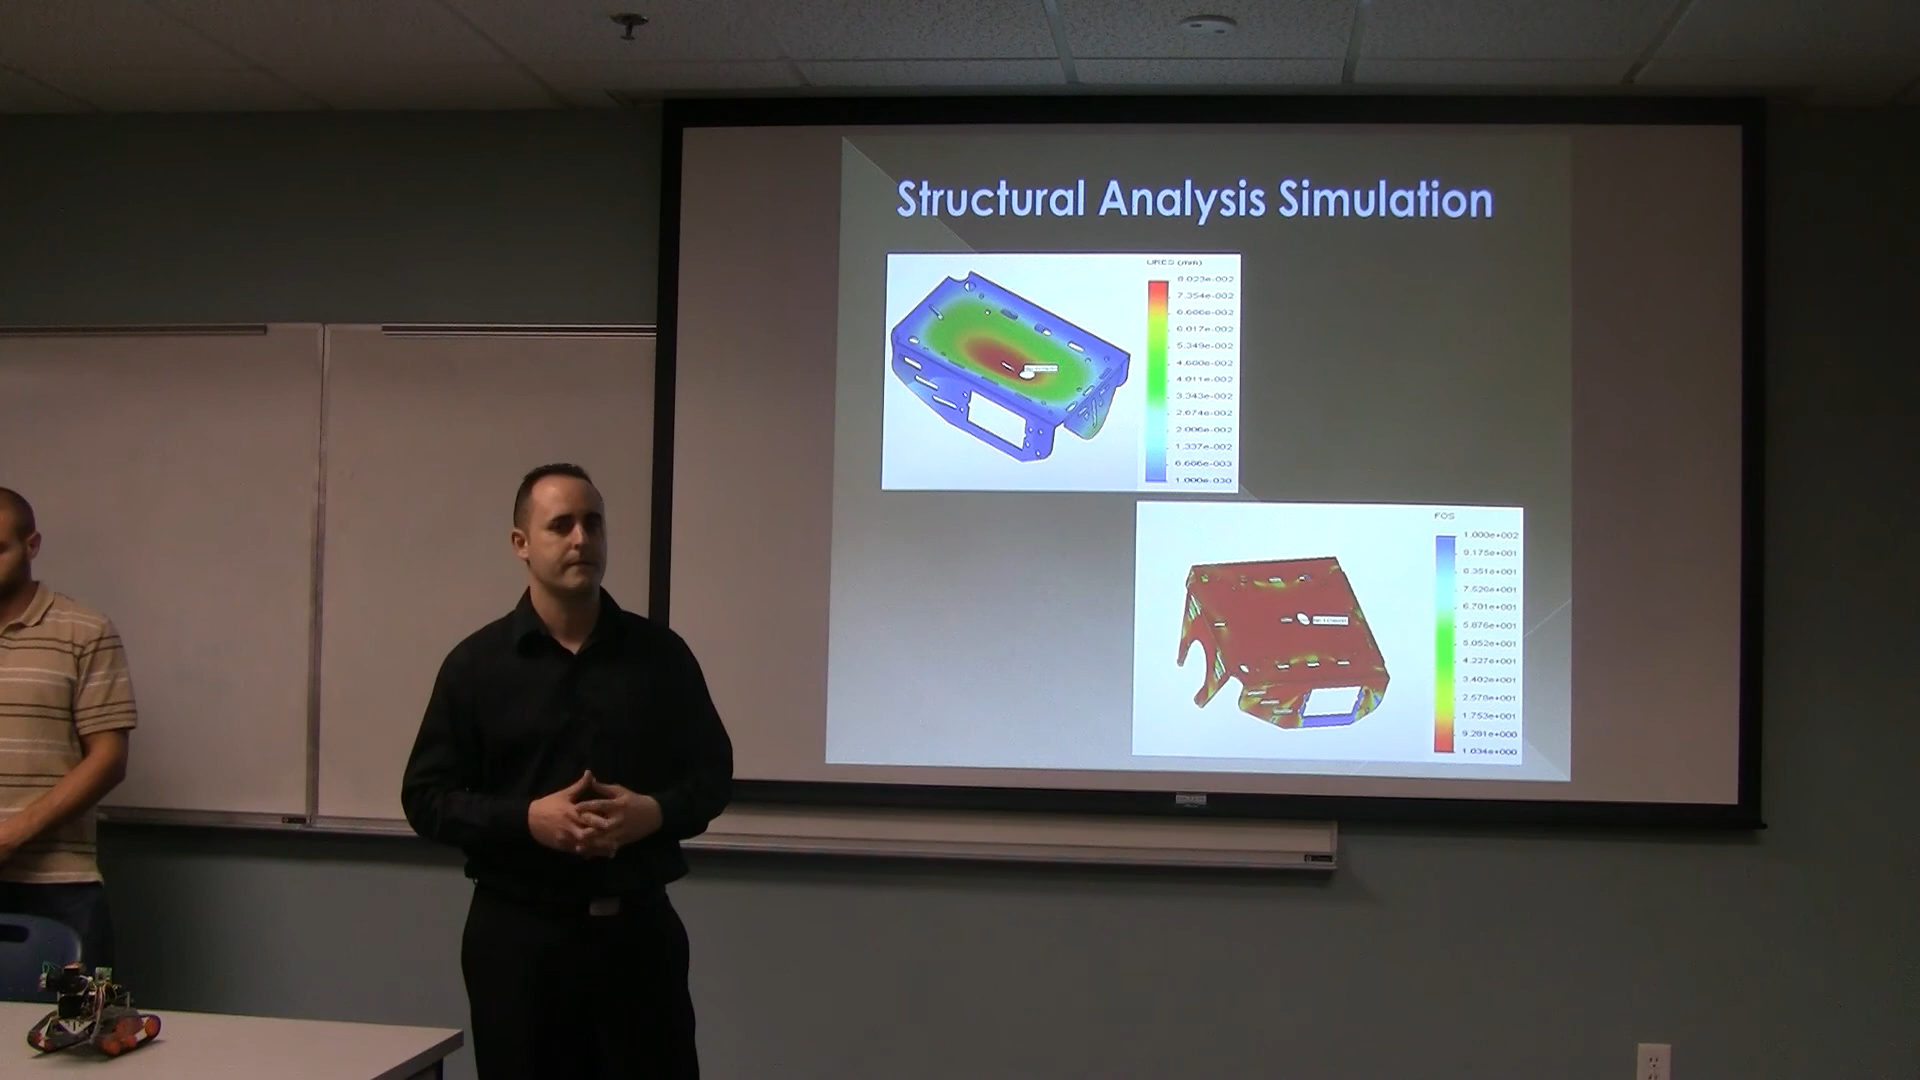 Structural Analysis Simulation
URES (mm)
8.023e-002
7.354e-002
6.686e-002
6.017e-002
5.349e-002
4.680e-002
4.011e-002
3.343e-002
2.674e-002
2.006e-002
1.337e-002
6.686e-003
1.000e-030
FOS
1.000e+002
9.175e+001
8.351e+001
7.526e+001
6.701e+001
5.876e+001
5.052e+001
4.227e+001
3.402e+001
2.578e+001
1.753e+001
9.281e+000
1.034e+000